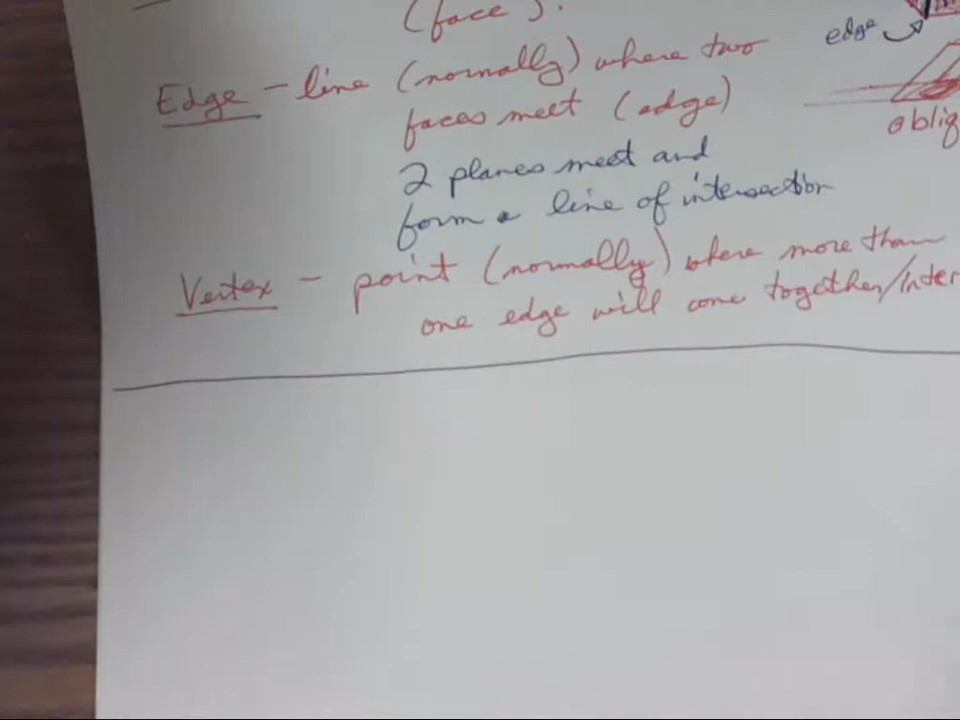 (face).
edge
Edge - line (normally) where two
faces meet (edge)
obliq
2 planes meet and
form a line of intersection
Vertex - point (normally) where more than
one edge will come together/inter